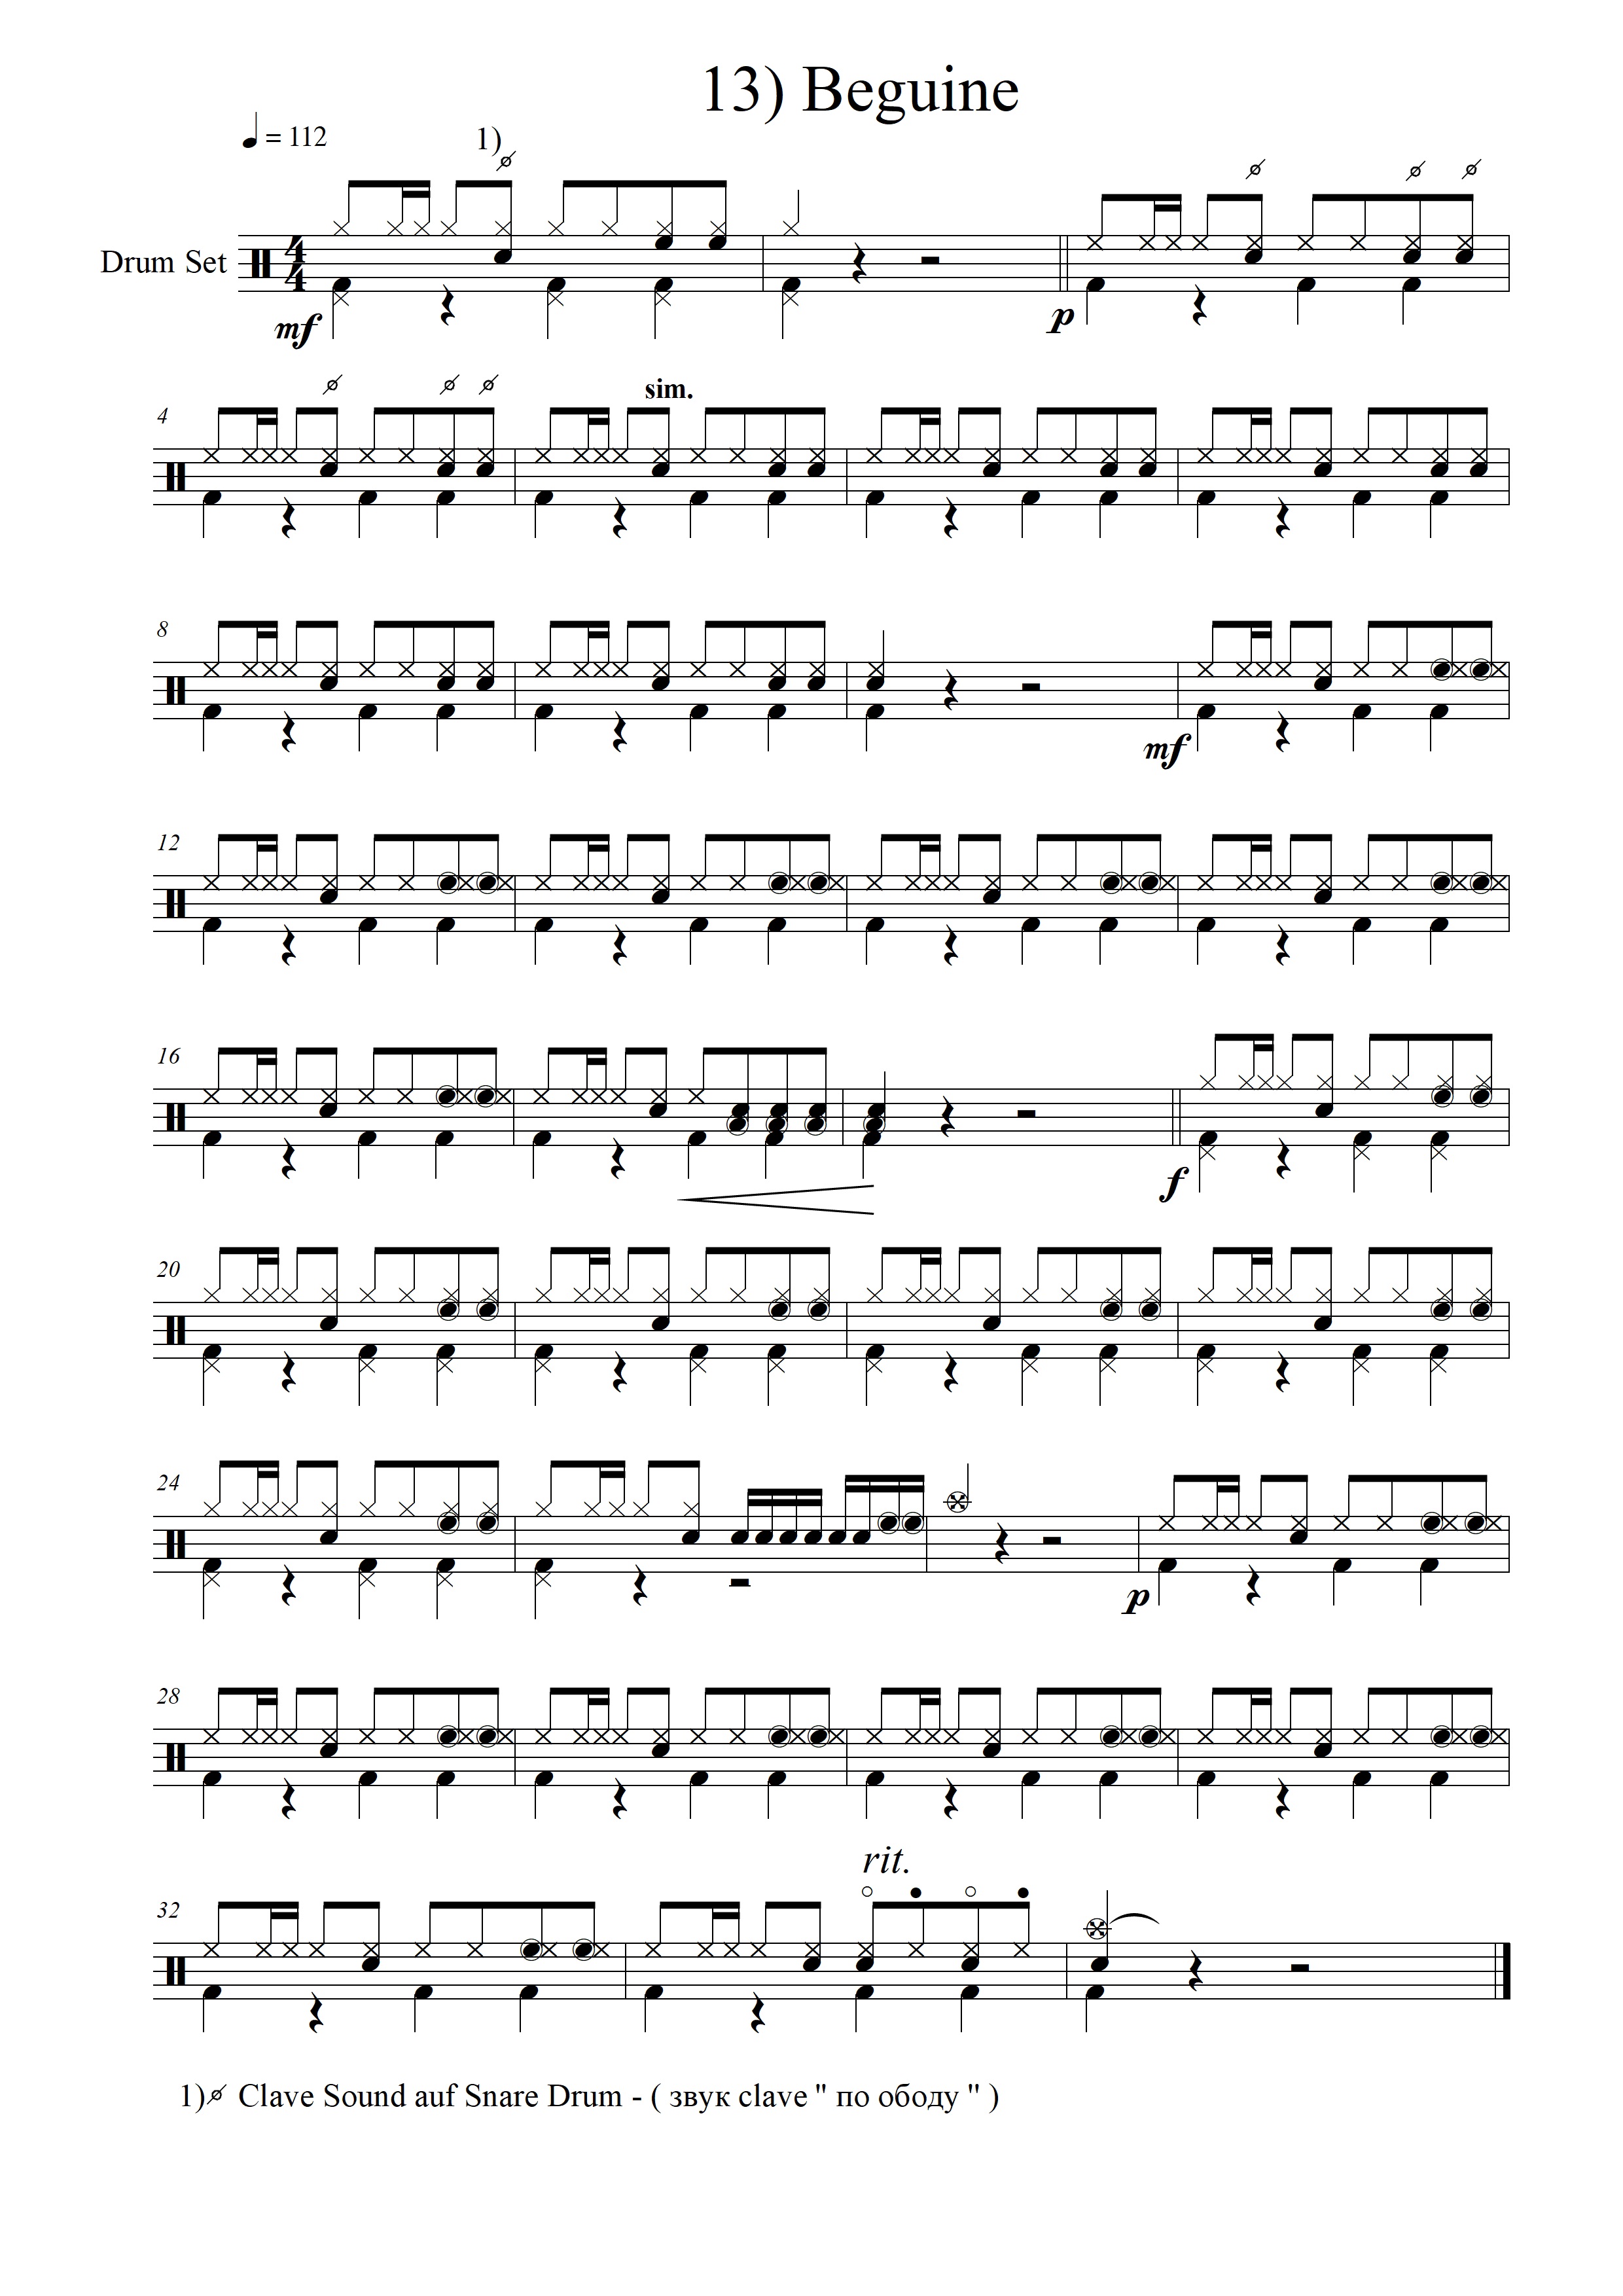 13) Beguine
♩ = 112
1)
Drum Set
4
4
mf
p
4
sim.
8
mf
12
16
f
20
24
p
28
rit.
32
1) Clave Sound auf Snare Drum - ( звук clave " по ободу " )